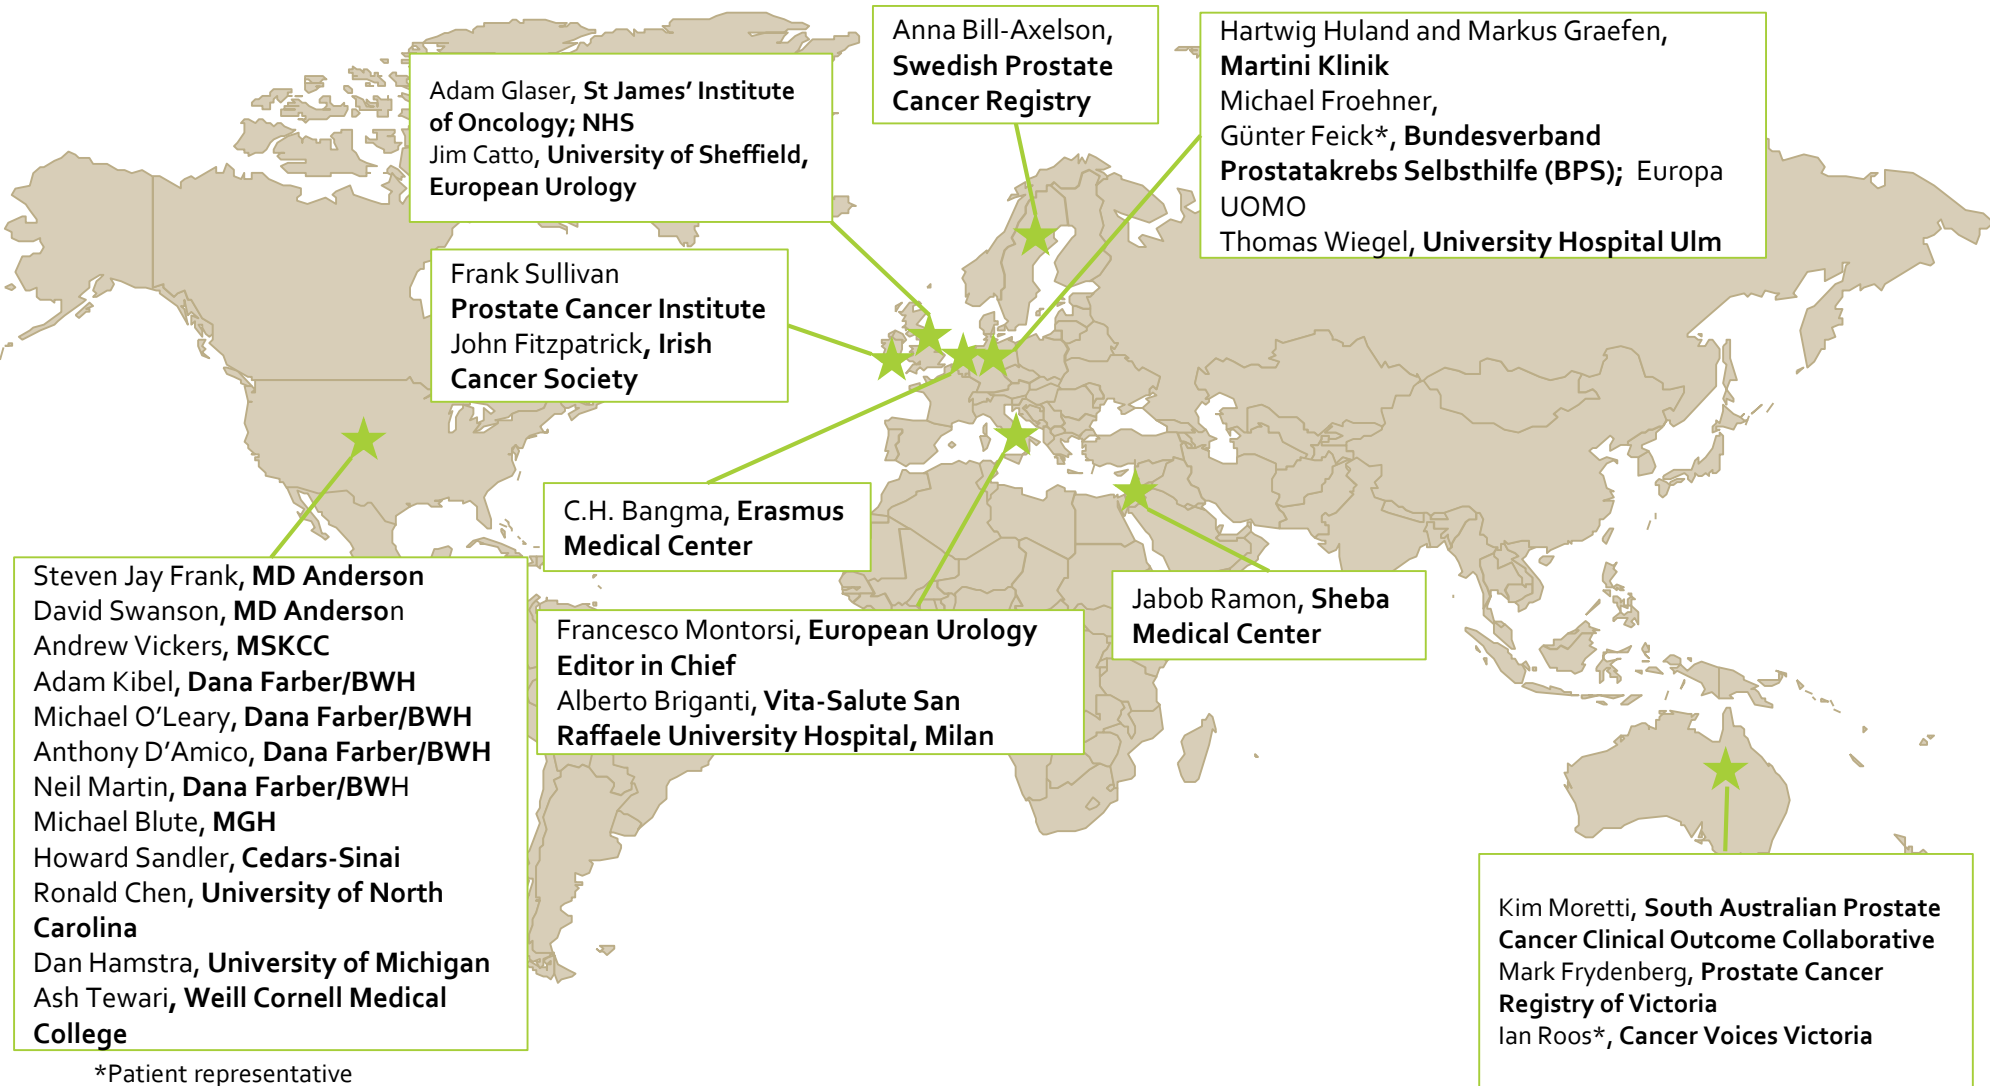 Adam Glaser, St James’ Institute
of Oncology; NHS
Jim Catto, University of Sheffield,
European Urology
Anna Bill-Axelson,
Swedish Prostate
Cancer Registry
Hartwig Huland and Markus Graefen,
Martini Klinik
Michael Froehner,
Günter Feick*, Bundesverband
Prostatakrebs Selbsthilfe (BPS); Europa
UOMO
Thomas Wiegel, University Hospital Ulm
Frank Sullivan
Prostate Cancer Institute
John Fitzpatrick, Irish
Cancer Society
C.H. Bangma, Erasmus
Medical Center
Steven Jay Frank, MD Anderson
David Swanson, MD Anderson
Andrew Vickers, MSKCC
Adam Kibel, Dana Farber/BWH
Michael O’Leary, Dana Farber/BWH
Anthony D’Amico, Dana Farber/BWH
Neil Martin, Dana Farber/BWH
Michael Blute, MGH
Howard Sandler, Cedars-Sinai
Ronald Chen, University of North
Carolina
Dan Hamstra, University of Michigan
Ash Tewari, Weill Cornell Medical
College
Francesco Montorsi, European Urology
Editor in Chief
Alberto Briganti, Vita-Salute San
Raffaele University Hospital, Milan
Jabob Ramon, Sheba
Medical Center
Kim Moretti, South Australian Prostate
Cancer Clinical Outcome Collaborative
Mark Frydenberg, Prostate Cancer
Registry of Victoria
Ian Roos*, Cancer Voices Victoria
*Patient representative